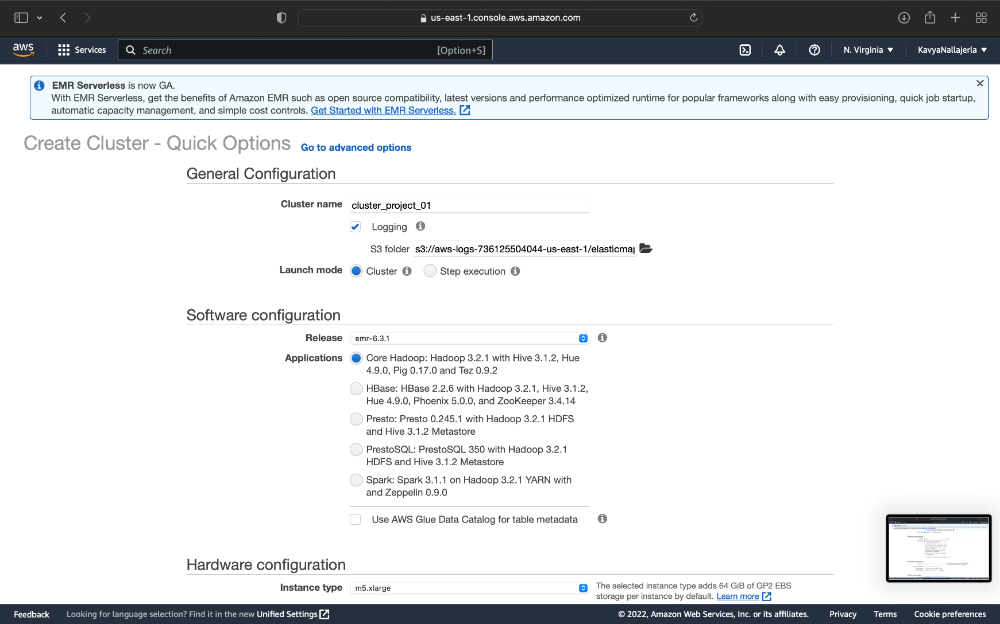 us-east-1.console.aws.amazon.com
aws
Services
Search
[Option+S]
N. Virginia
KavyaNallajerla
EMR Serverless is now GA.
With EMR Serverless, get the benefits of Amazon EMR such as open source compatibility, latest versions and performance optimized runtime for popular frameworks along with easy provisioning, quick job startup,
automatic capacity management, and simple cost controls. Get Started with EMR Serverless.
Create Cluster - Quick Options Go to advanced options
General Configuration
Cluster name cluster_project_01
Logging
S3 folder s3://aws-logs-736125504044-us-east-1/elasticmap
Launch mode Cluster Step execution
Software configuration
Release emr-6.3.1
Applications Core Hadoop: Hadoop 3.2.1 with Hive 3.1.2, Hue
4.9.0, Pig 0.17.0 and Tez 0.9.2
HBase: HBase 2.2.6 with Hadoop 3.2.1, Hive 3.1.2,
Hue 4.9.0, Phoenix 5.0.0, and ZooKeeper 3.4.14
Presto: Presto 0.245.1 with Hadoop 3.2.1 HDFS
and Hive 3.1.2 Metastore
PrestoSQL: PrestoSQL 350 with Hadoop 3.2.1
HDFS and Hive 3.1.2 Metastore
Spark: Spark 3.1.1 on Hadoop 3.2.1 YARN with
and Zeppelin 0.9.0
Use AWS Glue Data Catalog for table metadata
Hardware configuration
Instance type m5.xlarge
The selected instance type adds 64 GiB of GP2 EBS
storage per instance by default. Learn more
Feedback
Looking for language selection? Find it in the new Unified Settings
© 2022, Amazon Web Services, Inc. or its affiliates.
Privacy
Terms
Cookie preferences